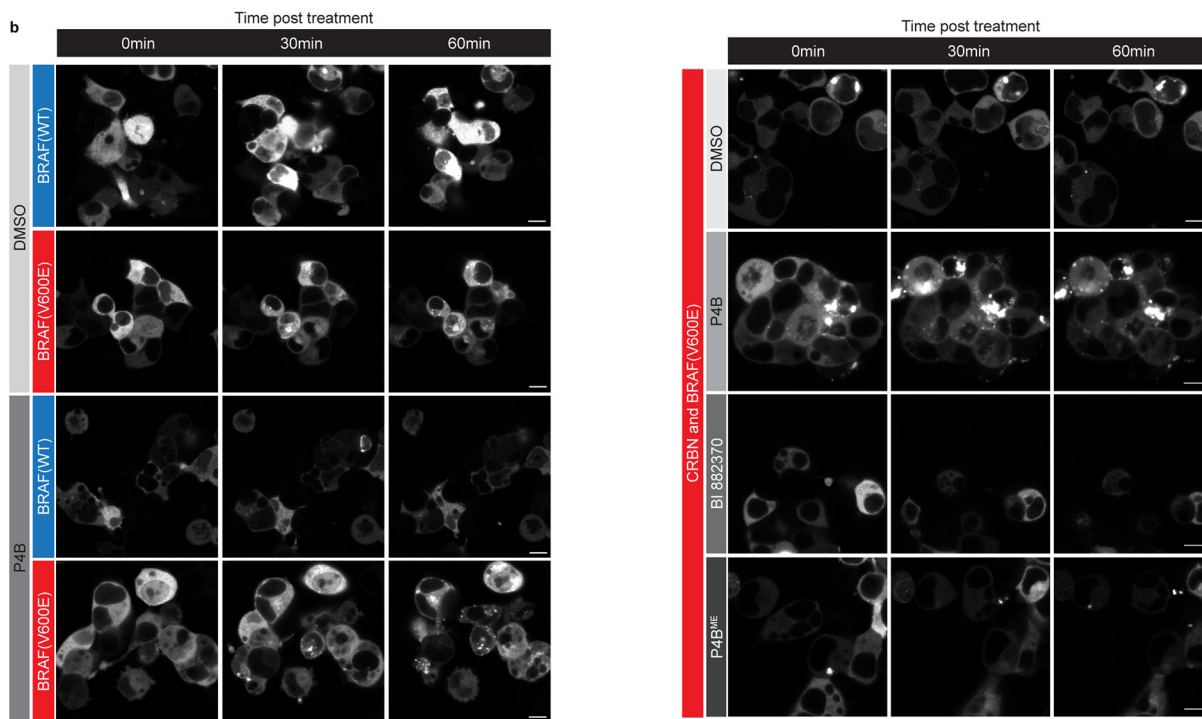 b
Time post treatment
0min 30min 60min
DMSO
BRAF(WT)
BRAF(V600E)
P4B
BRAF(WT)
BRAF(V600E)
Time post treatment
0min 30min 60min
CRBN and BRAF(V600E)
DMSO
P4B
BI 882370
P4BME